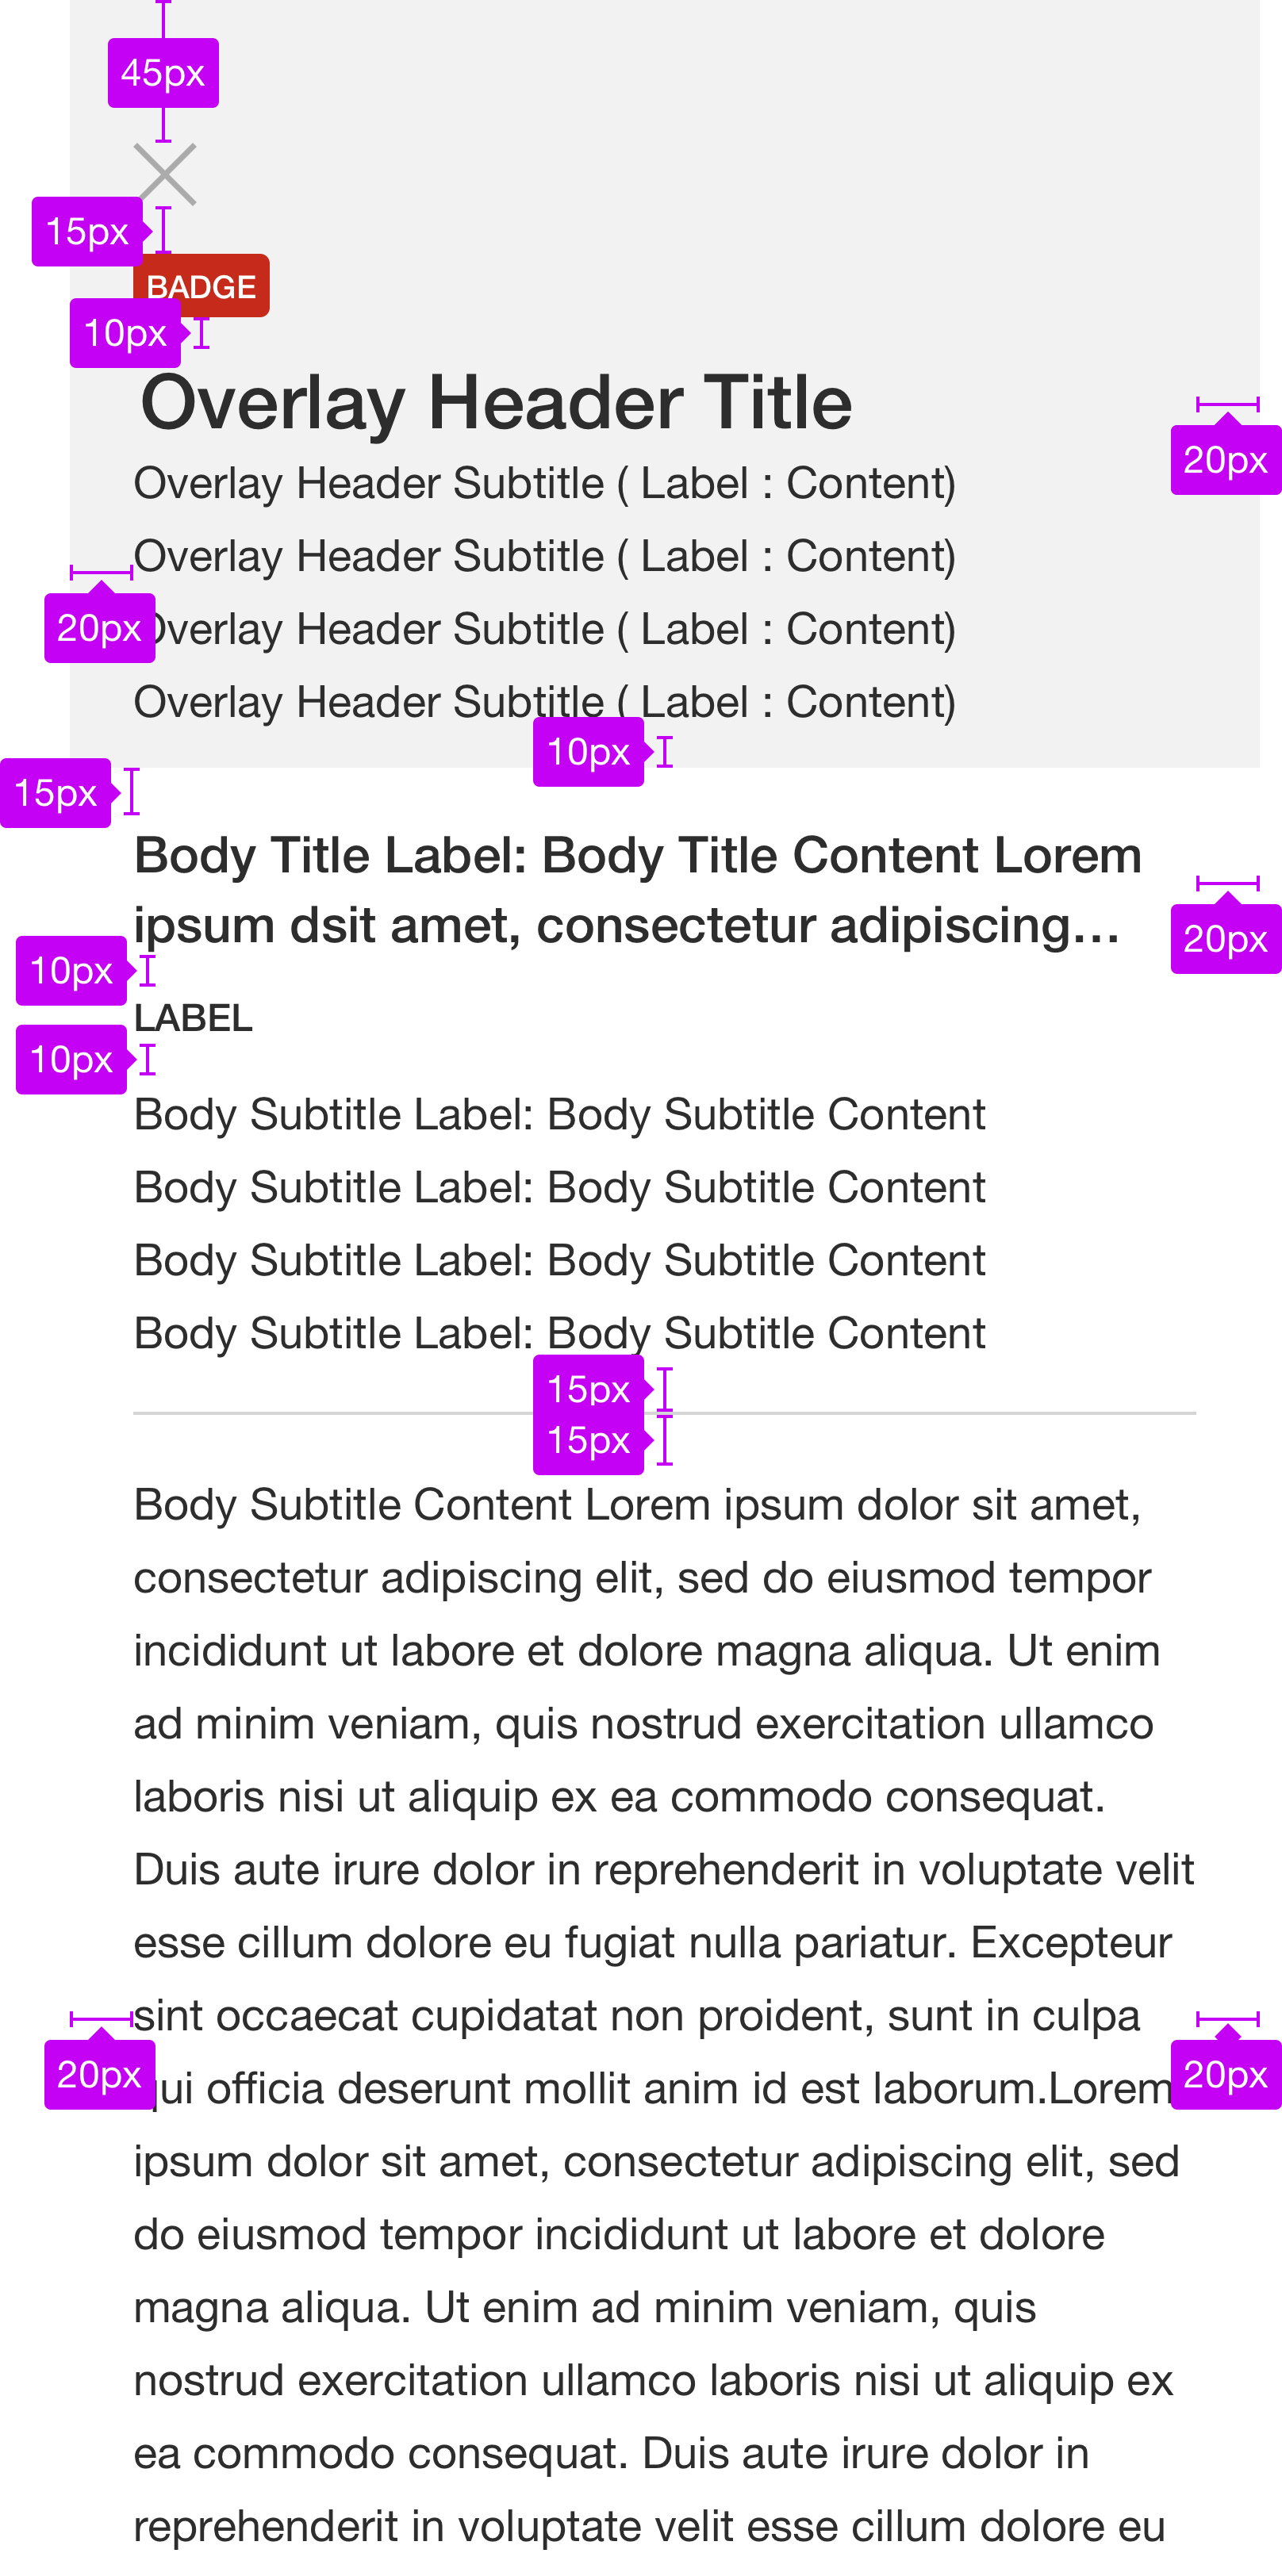 45px
15px
BADGE
10px
Overlay Header Title
20px
Overlay Header Subtitle ( Label : Content)
Overlay Header Subtitle ( Label : Content)
20px
Overlay Header Subtitle ( Label : Content)
Overlay Header Subtitle ( Label : Content)
10px
15px
Body Title Label: Body Title Content Lorem
ipsum dsit amet, consectetur adipiscing...
20px
10px
LABEL
10px
Body Subtitle Label: Body Subtitle Content
Body Subtitle Label: Body Subtitle Content
Body Subtitle Label: Body Subtitle Content
Body Subtitle Label: Body Subtitle Content
15px
15px
Body Subtitle Content Lorem ipsum dolor sit amet,
consectetur adipiscing elit, sed do eiusmod tempor
incididunt ut labore et dolore magna aliqua. Ut enim
ad minim veniam, quis nostrud exercitation ullamco
laboris nisi ut aliquip ex ea commodo consequat.
Duis aute irure dolor in reprehenderit in voluptate velit
esse cillum dolore eu fugiat nulla pariatur. Excepteur
sint occaecat cupidatat non proident, sunt in culpa
20px
qui officia deserunt mollit anim id est laborum.Lorem
20px
ipsum dolor sit amet, consectetur adipiscing elit, sed
do eiusmod tempor incididunt ut labore et dolore
magna aliqua. Ut enim ad minim veniam, quis
nostrud exercitation ullamco laboris nisi ut aliquip ex
ea commodo consequat. Duis aute irure dolor in
reprehenderit in voluptate velit esse cillum dolore eu